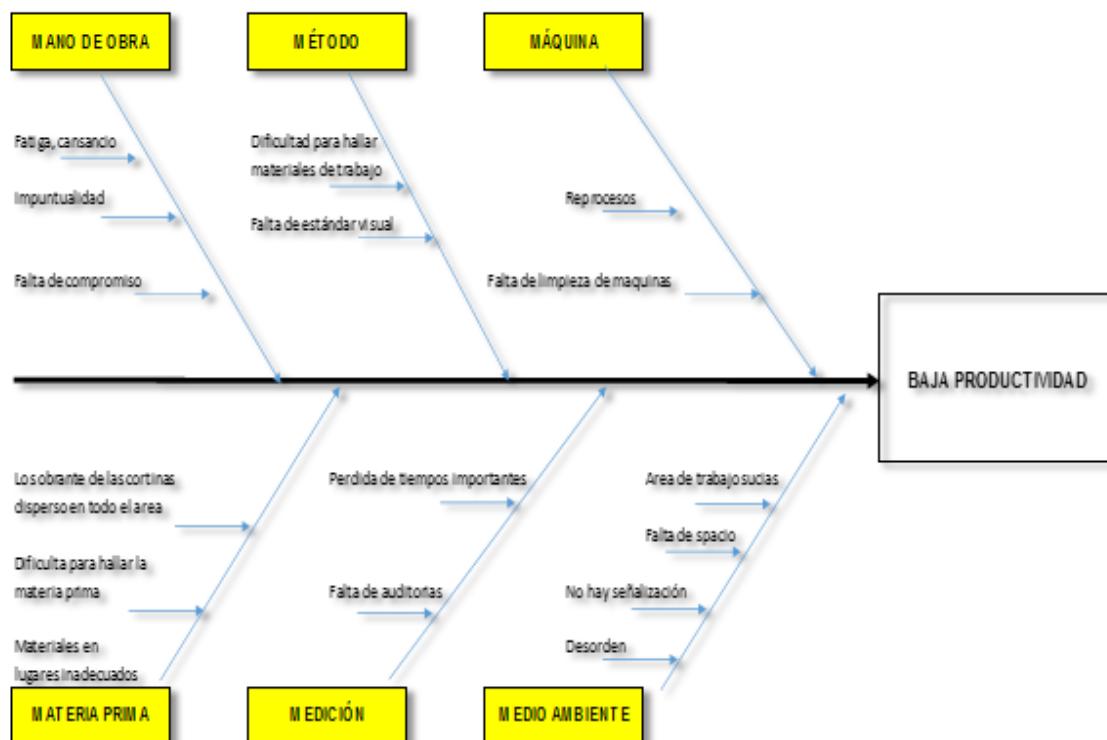 MANO DE OBRA
MÉTODO
MÁQUINA
Fatiga, cansancio
Impuntualidad
Falta de compromiso
Dificultad para hallar
materiales de trabajo
Falta de estándar visual
Reprocesos
Falta de limpieza de maquinas
BAJA PRODUCTIVIDAD
Los obrante de las cortinas
disperso en todo el area
Dificulta para hallar la
materia prima
Materiales en
lugares inadecuados
Perdida de tiempos importantes
Falta de auditorias
Area de trabajo sucias
Falta de spacio
No hay señalización
Desorden
MATERIA PRIMA
MEDICIÓN
MEDIO AMBIENTE